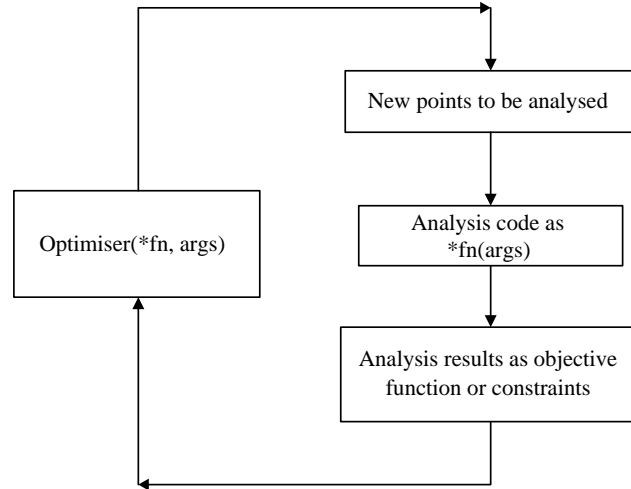 New points to be analysed
Optimiser(*fn, args)
Analysis code as
*fn(args)
Analysis results as objective
function or constraints